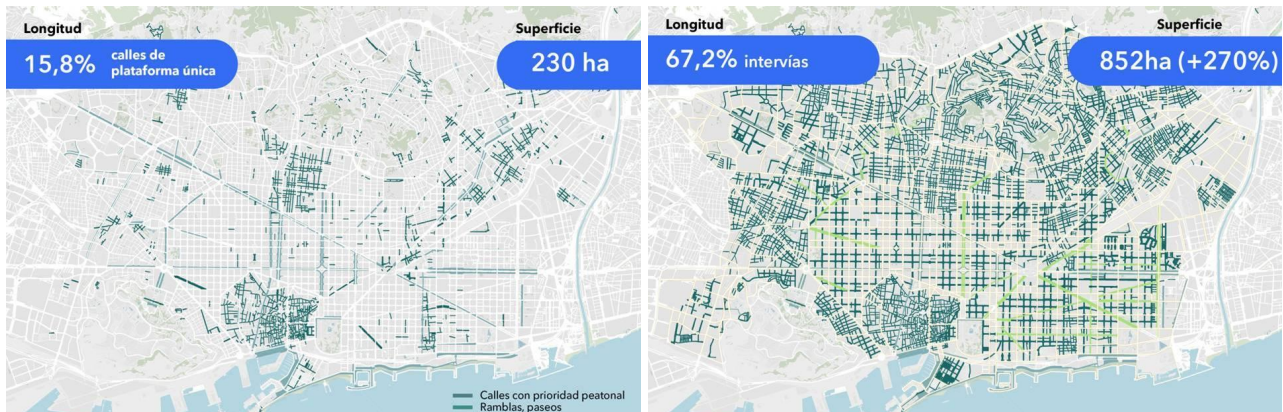 Longitud
15,8% calles de
plataforma única
Superficie
230 ha
Calles con prioridad peatonal
Ramblas, paseos
Longitud
67,2% intervías
Superficie
852ha (+270%)